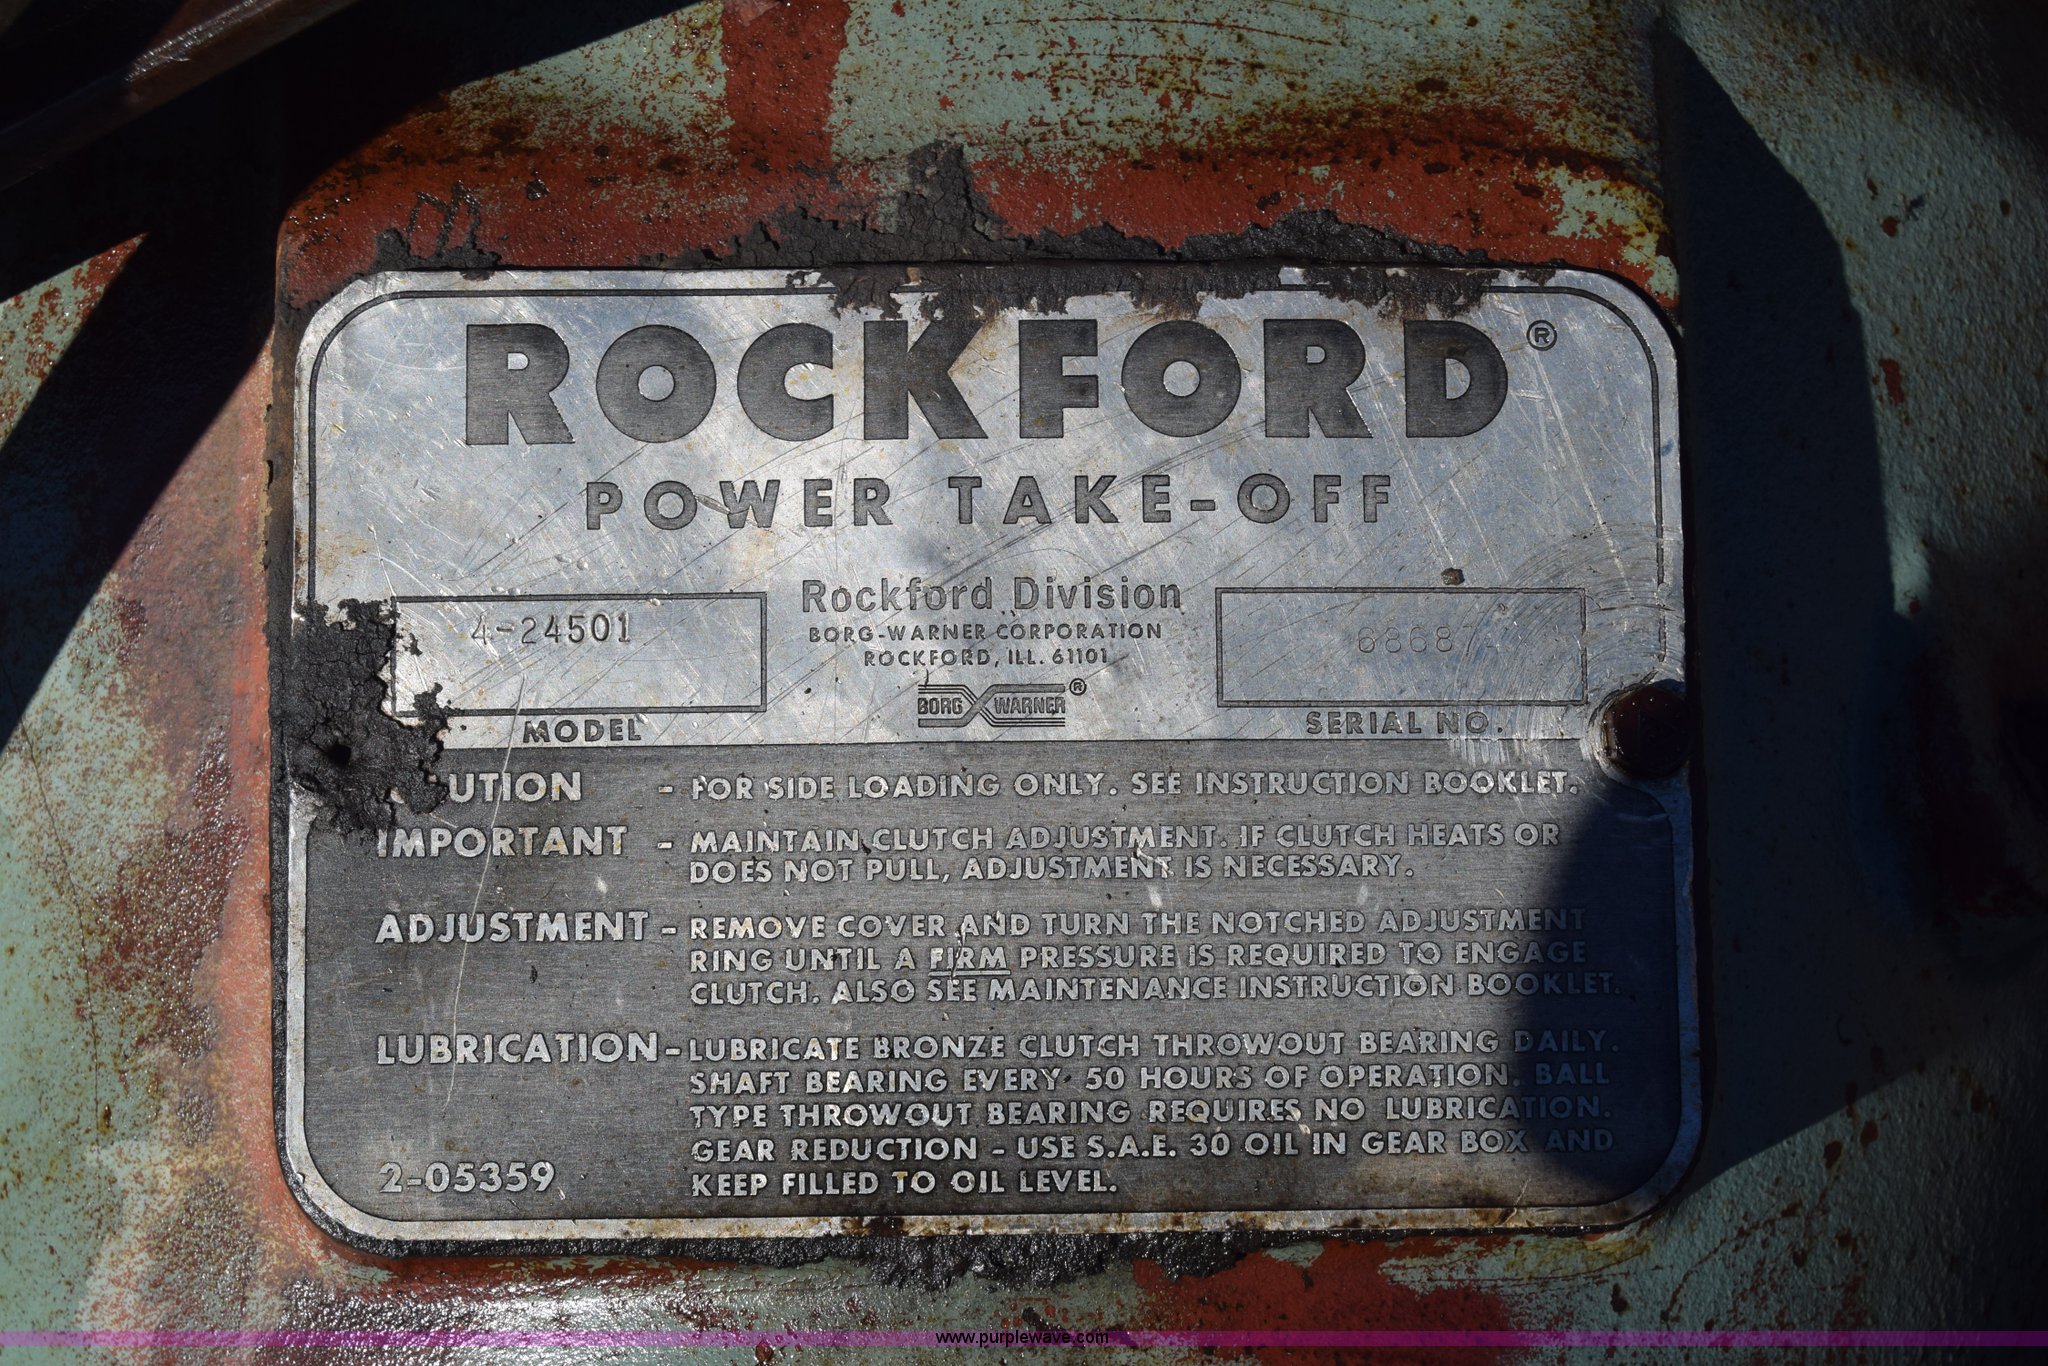 ROCKFORD®
POWER TAKE-OFF
Rockford Division
4-24501
BORG-WARNER CORPORATION
ROCKFORD, ILL. 61101
BORG WARNER®
MODEL
SERIAL NO.
UTION - FOR SIDE LOADING ONLY. SEE INSTRUCTION BOOKLET.
IMPORTANT - MAINTAIN CLUTCH ADJUSTMENT. IF CLUTCH HEATS OR
DOES NOT PULL, ADJUSTMENT IS NECESSARY.
ADJUSTMENT - REMOVE COVER AND TURN THE NOTCHED ADJUSTMENT
RING UNTIL A FIRM PRESSURE IS REQUIRED TO ENGAGE
CLUTCH. ALSO SEE MAINTENANCE INSTRUCTION BOOKLET.
LUBRICATION - LUBRICATE BRONZE CLUTCH THROWOUT BEARING DAILY.
SHAFT BEARING EVERY 50 HOURS OF OPERATION. BALL
TYPE THROWOUT BEARING REQUIRES NO LUBRICATION.
GEAR REDUCTION - USE S.A.E. 30 OIL IN GEAR BOX AND
KEEP FILLED TO OIL LEVEL.
2-05359
www.purplewave.com